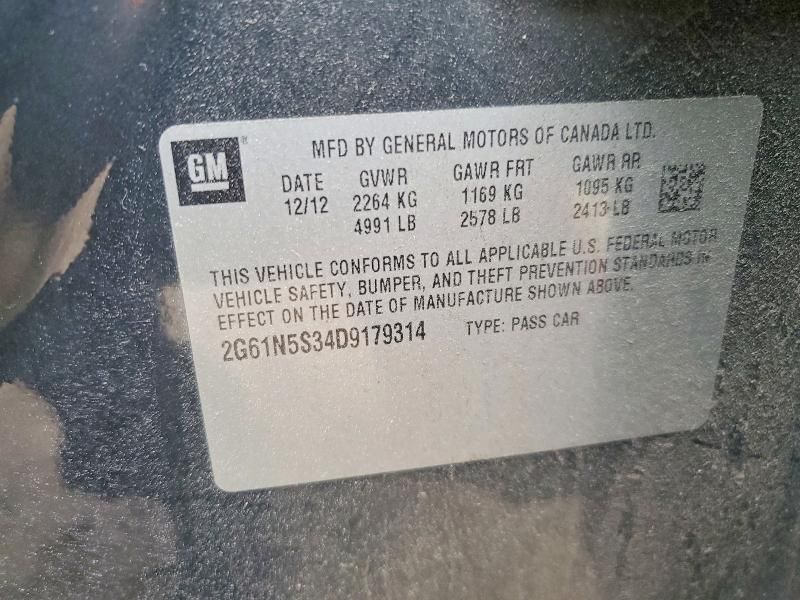 GM
MFD BY GENERAL MOTORS OF CANADA LTD.
DATE GVWR GAWR FRT GAWR RR
12/12 2264 KG 1169 KG 1095 KG
4991 LB 2578 LB 2413 LB
THIS VEHICLE CONFORMS TO ALL APPLICABLE U.S. FEDERAL MOTOR
VEHICLE SAFETY, BUMPER, AND THEFT PREVENTION STANDARDS IN
EFFECT ON THE DATE OF MANUFACTURE SHOWN ABOVE.
2G61N5S34D9179314 TYPE: PASS CAR